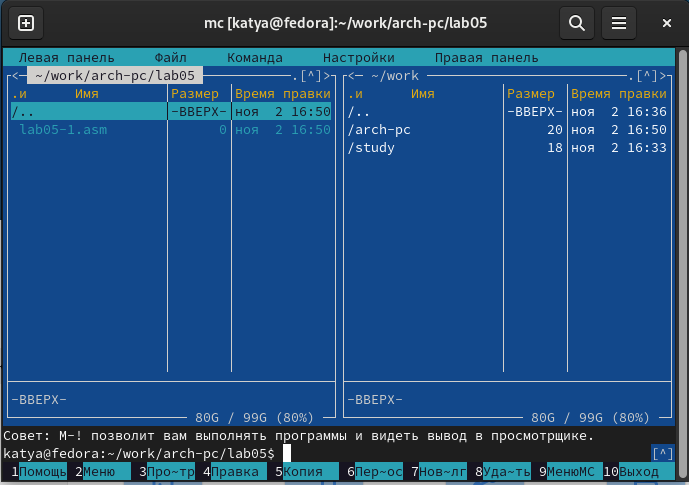 mc [katya@fedora]:~/work/arch-pc/lab05
Левая панель Файл Команда Настройки Правая панель
<- ~/work/arch-pc/lab05 .[^]> <- ~/work .[^]>
.и Имя Размер Время правки .и Имя Размер Время правки
/.. -ВВЕРХ- ноя 2 16:50 /.. -ВВЕРХ- ноя 2 16:36
lab05-1.asm 0 ноя 2 16:50 /arch-pc 20 ноя 2 16:50
/study 18 ноя 2 16:33
-ВВЕРХ- -ВВЕРХ-
80G / 99G (80%) 80G / 99G (80%)
Совет: M-! позволит вам выполнять программы и видеть вывод в просмотрщике.
katya@fedora:~/work/arch-pc/lab05$ [^]
1Помощь 2Меню 3Про~тр 4Правка 5Копия 6Пер~ос 7Нов~лг 8Уда~ть 9МенюMC 10Выход